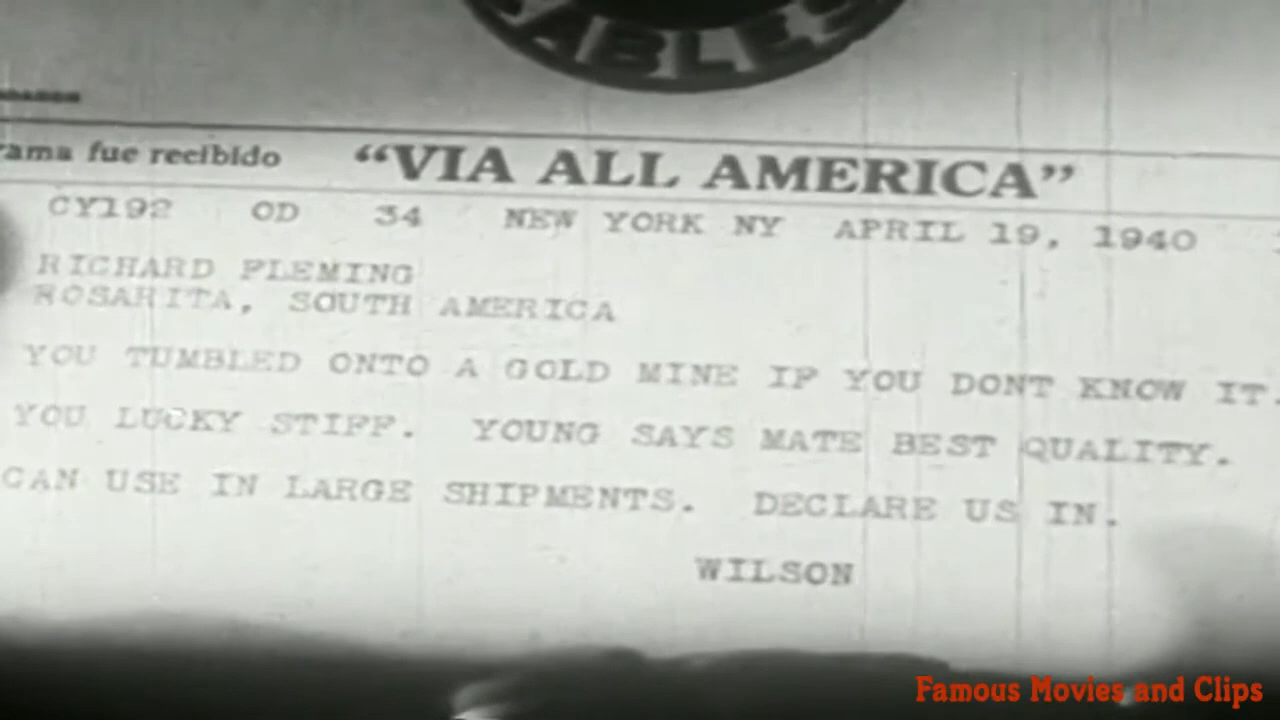 ABLES
rama fue recibido "VIA ALL AMERICA"
CY192 OD 34 NEW YORK NY APRIL 19, 1940
RICHARD FLEMING
ROSARITA, SOUTH AMERICA
YOU TUMBLED ONTO A GOLD MINE IF YOU DONT KNOW IT.
YOU LUCKY STIFF. YOUNG SAYS MATE BEST QUALITY.
CAN USE IN LARGE SHIPMENTS. DECLARE US IN.
WILSON
Famous Movies and Clips